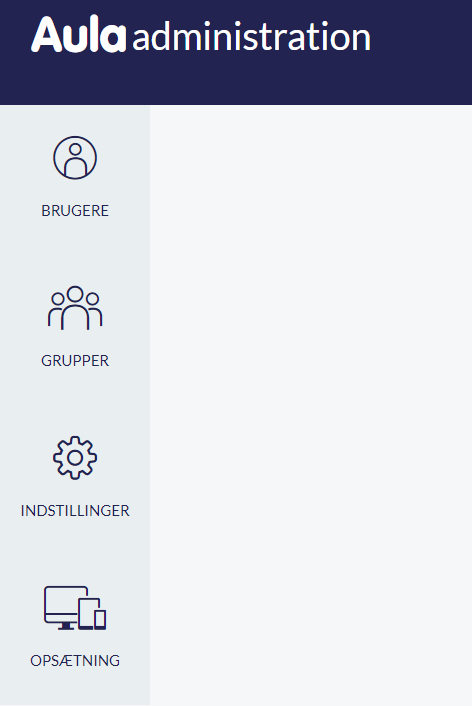 Aula administration
BRUGERE
GRUPPER
INDSTILLINGER
OPSÆTNING